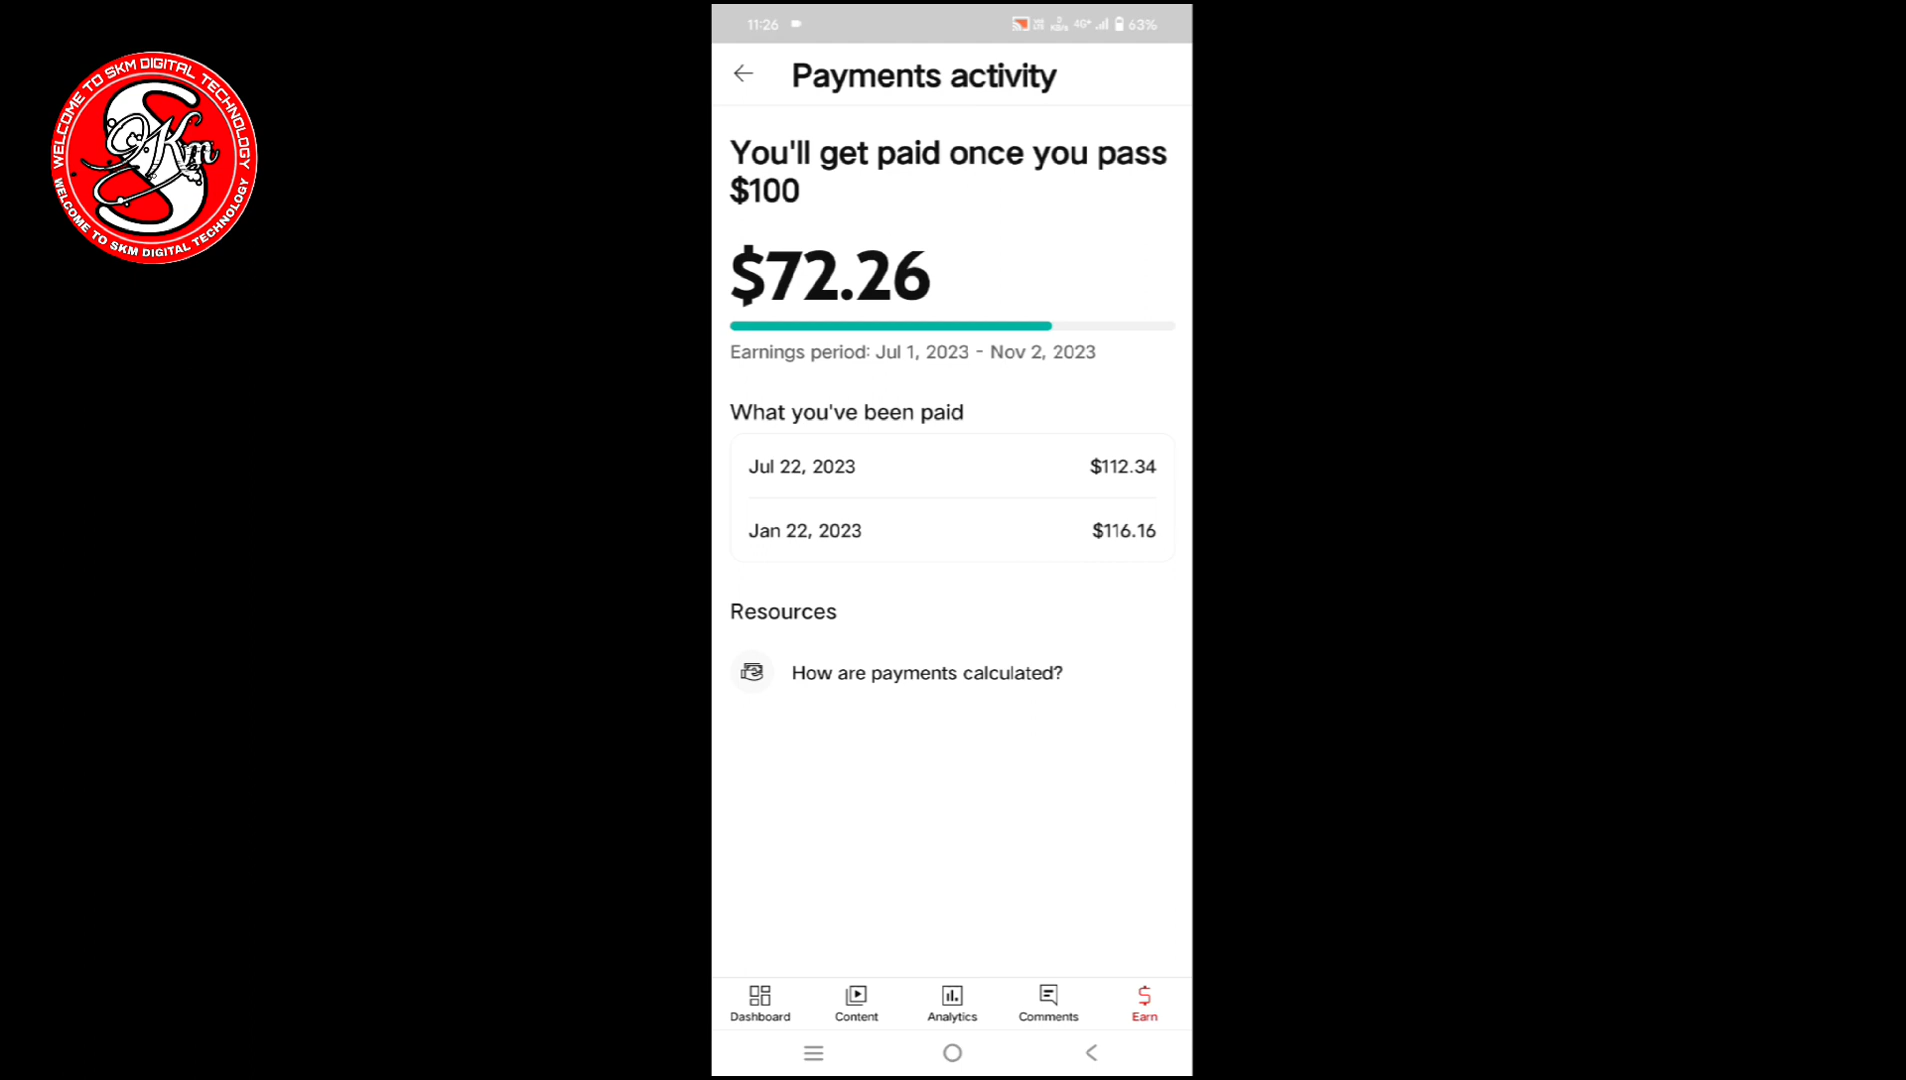 WELCOME TO SKM DIGITAL TECHNOLOGY
WELCOME TO SKM DIGITAL TECHNOLOGY
SKm
11:26
4G+
63%
Payments activity
You'll get paid once you pass
$100
$72.26
Earnings period: Jul 1, 2023 - Nov 2, 2023
What you've been paid
Jul 22, 2023 $112.34
Jan 22, 2023 $116.16
Resources
How are payments calculated?
Dashboard Content Analytics Comments Earn